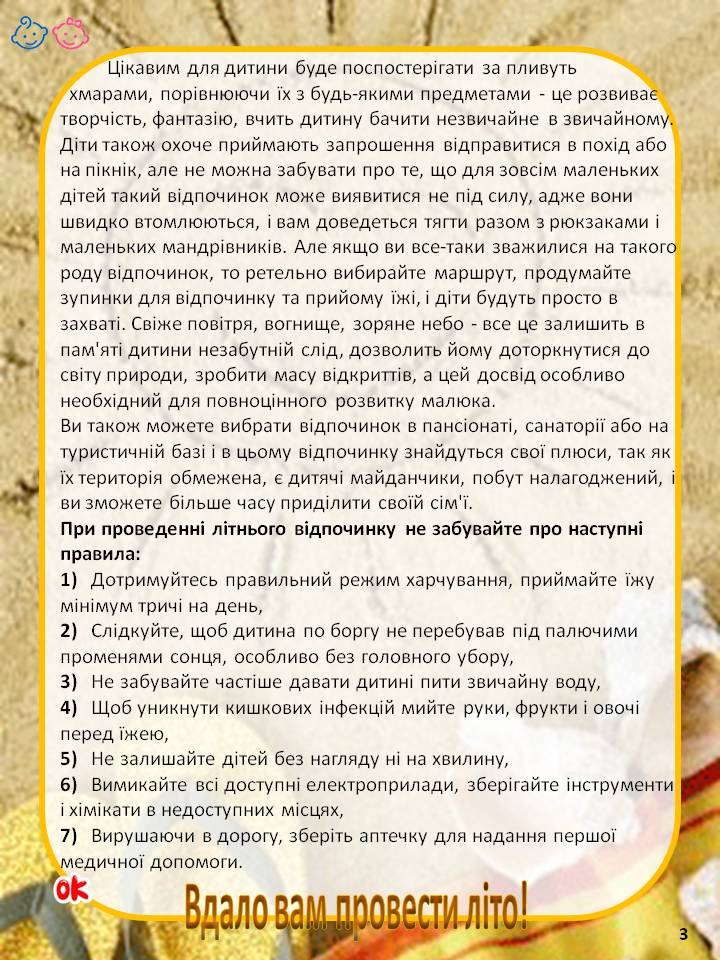 Цікавим для дитини буде поспостерігати за пливуть
хмарами, порівнюючи їх з будь-якими предметами - це розвиває
творчість, фантазію, вчить дитину бачити незвичайне в звичайному.
Діти також охоче приймають запрошення відправитися в похід або
на пікнік, але не можна забувати про те, що для зовсім маленьких
дітей такий відпочинок може виявитися не під силу, адже вони
швидко втомлюються, і вам доведеться тягти разом з рюкзаками і
маленьких мандрівників. Але якщо ви все-таки зважилися на такого
роду відпочинок, то ретельно вибирайте маршрут, продумайте
зупинки для відпочинку та прийому їжі, і діти будуть просто в
захваті. Свіже повітря, вогнище, зоряне небо - все це залишить в
пам'яті дитини незабутній слід, дозволить йому доторкнутися до
світу природи, зробити масу відкриттів, а цей досвід особливо
необхідний для повноцінного розвитку малюка.
Ви також можете вибрати відпочинок в пансіонаті, санаторії або на
туристичній базі і в цьому відпочинку знайдуться свої плюси, так як
їх територія обмежена, є дитячі майданчики, побут налагоджений, і
ви зможете більше часу приділити своїй сім'ї.
При проведенні літнього відпочинку не забувайте про наступні
правила:
1) Дотримуйтесь правильний режим харчування, приймайте їжу
мінімум тричі на день,
2) Слідкуйте, щоб дитина по боргу не перебував під палючими
променями сонця, особливо без головного убору,
3) Не забувайте частіше давати дитині пити звичайну воду,
4) Щоб уникнути кишкових інфекцій мийте руки, фрукти і овочі
перед їжею,
5) Не залишайте дітей без нагляду ні на хвилину,
6) Вимикайте всі доступні електроприлади, зберігайте інструменти
і хімікати в недоступних місцях,
7) Вирушаючи в дорогу, зберіть аптечку для надання першої
медичної допомоги.
ок
Вдало вам провести літо!
3